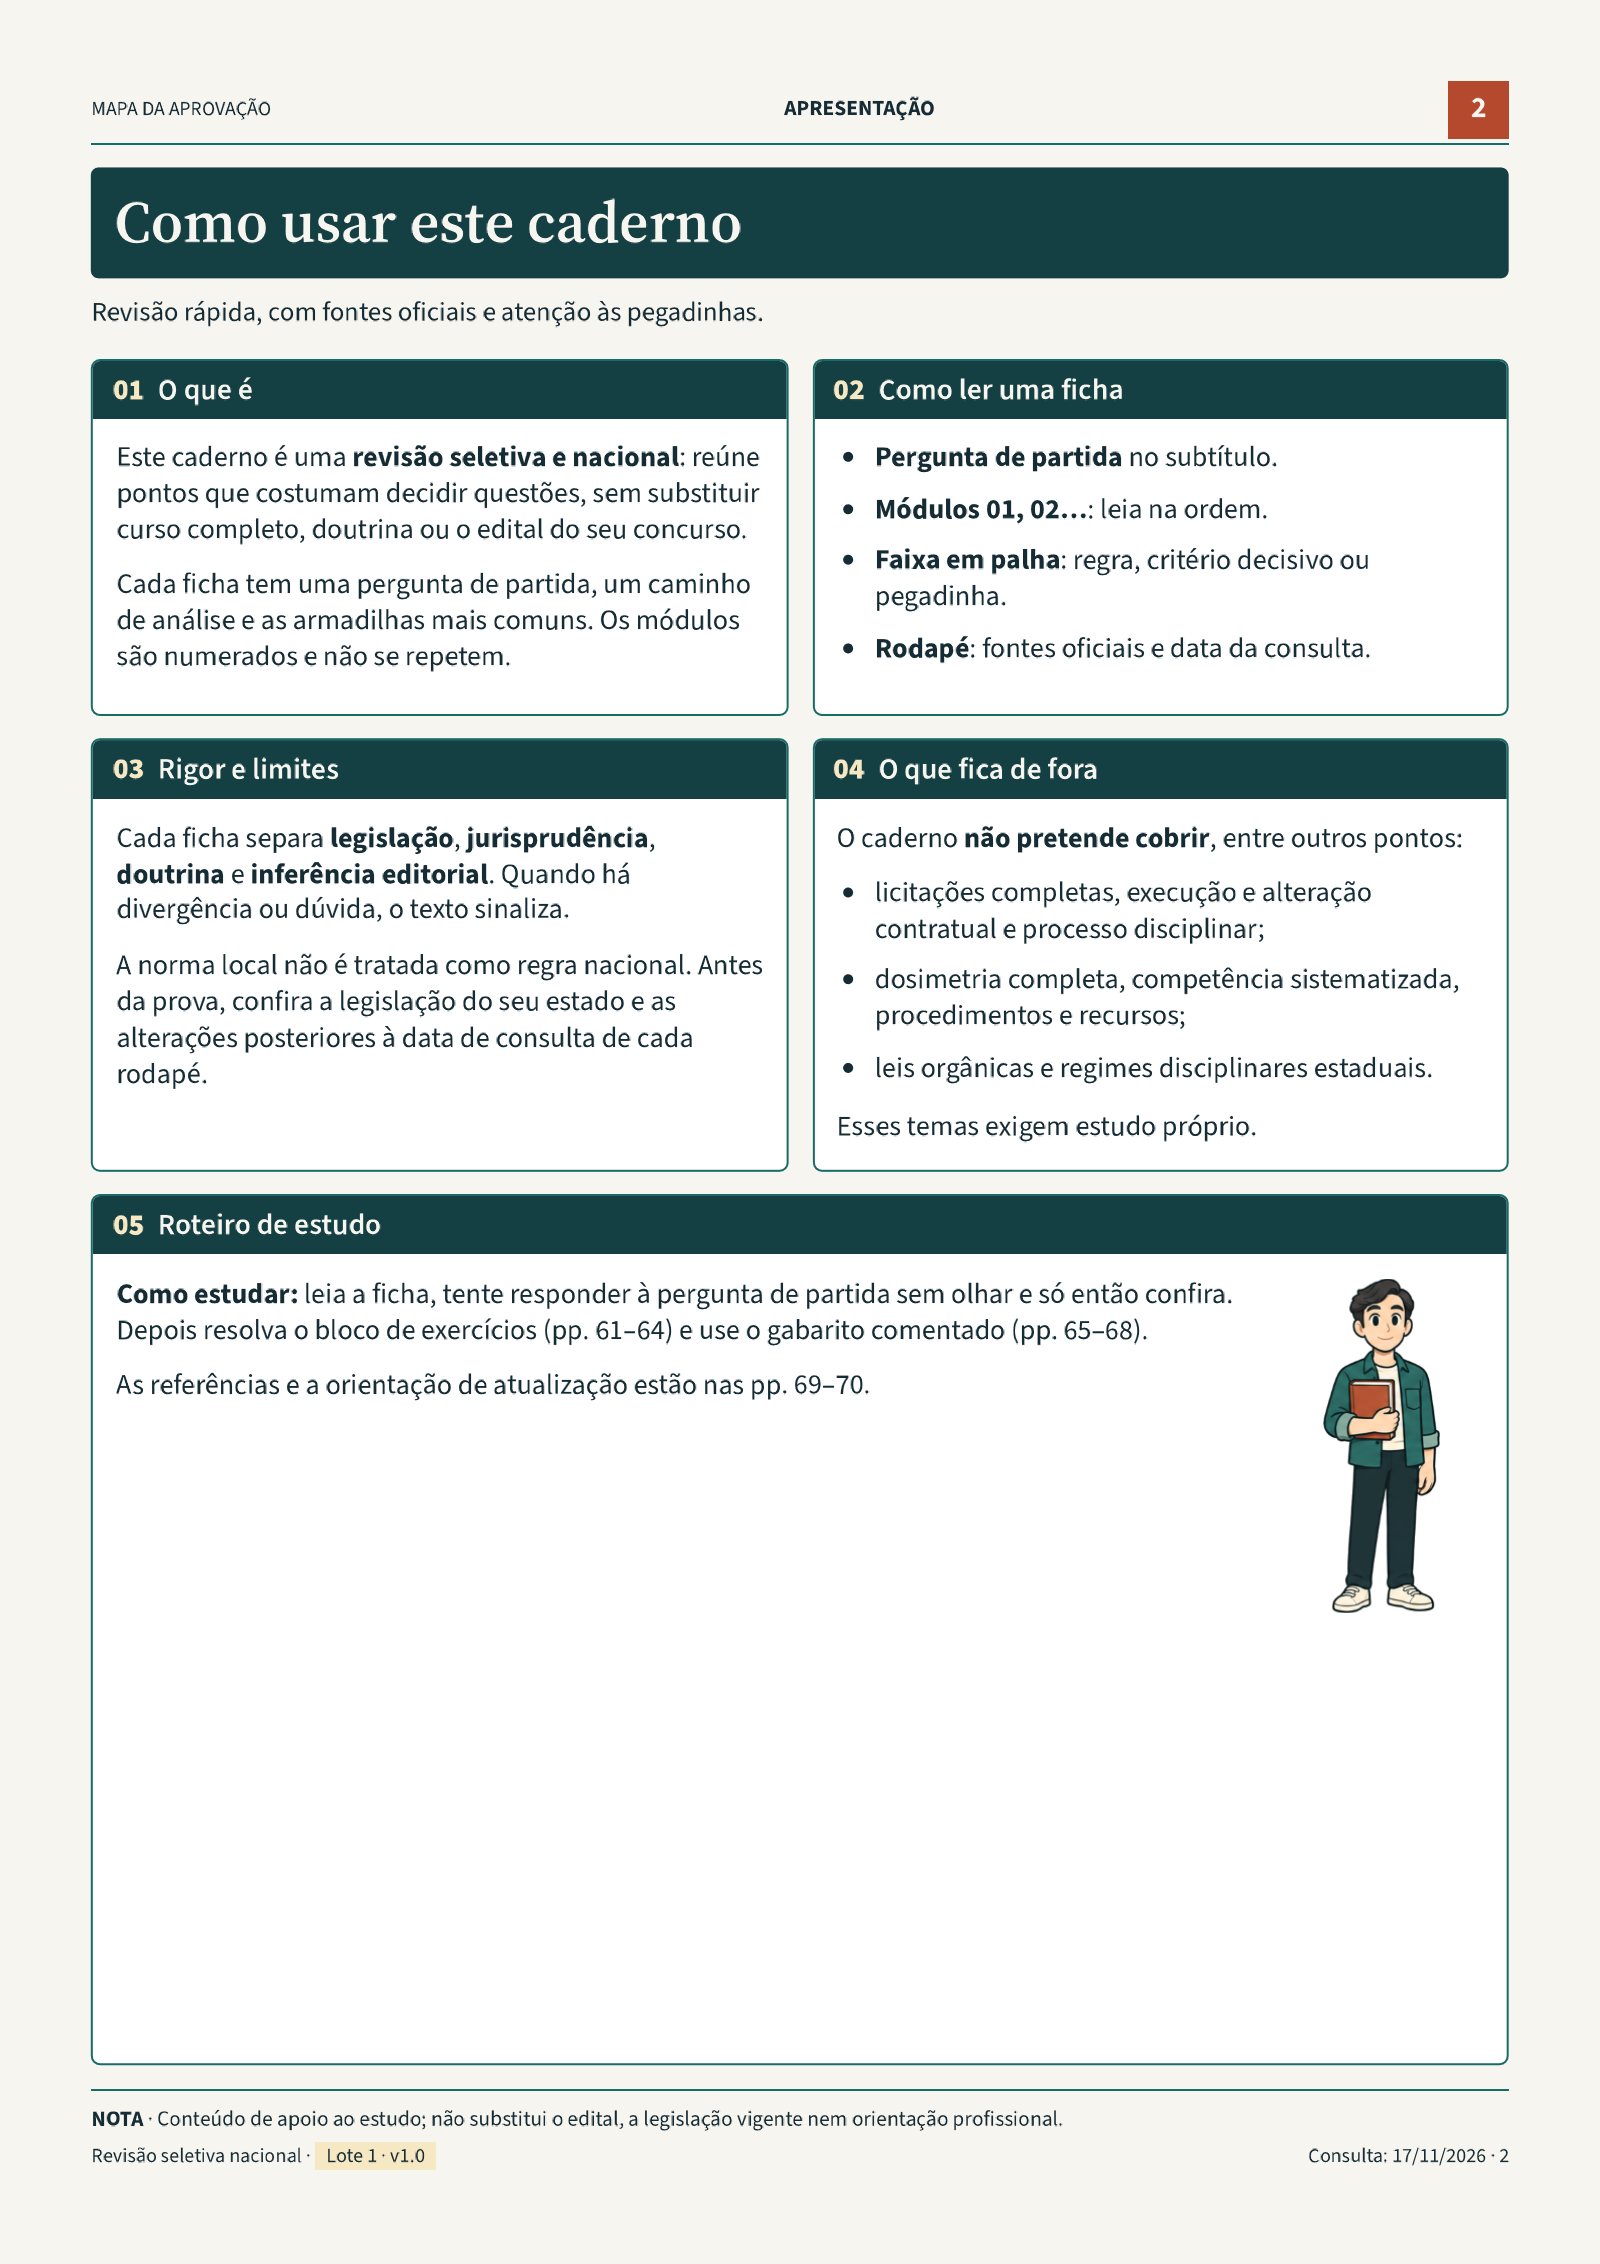 MAPA DA APROVAÇÃO
APRESENTAÇÃO
2
Como usar este caderno
Revisão rápida, com fontes oficiais e atenção às pegadinhas.
01 O que é
Este caderno é uma revisão seletiva e nacional: reúne
pontos que costumam decidir questões, sem substituir
curso completo, doutrina ou o edital do seu concurso.
Cada ficha tem uma pergunta de partida, um caminho
de análise e as armadilhas mais comuns. Os módulos
são numerados e não se repetem.
02 Como ler uma ficha
• Pergunta de partida no subtítulo.
• Módulos 01, 02…: leia na ordem.
• Faixa em palha: regra, critério decisivo ou
pegadinha.
• Rodapé: fontes oficiais e data da consulta.
03 Rigor e limites
Cada ficha separa legislação, jurisprudência,
doutrina e inferência editorial. Quando há
divergência ou dúvida, o texto sinaliza.
A norma local não é tratada como regra nacional. Antes
da prova, confira a legislação do seu estado e as
alterações posteriores à data de consulta de cada
rodapé.
04 O que fica de fora
O caderno não pretende cobrir, entre outros pontos:
• licitações completas, execução e alteração
contratual e processo disciplinar;
• dosimetria completa, competência sistematizada,
procedimentos e recursos;
• leis orgânicas e regimes disciplinares estaduais.
Esses temas exigem estudo próprio.
05 Roteiro de estudo
Como estudar: leia a ficha, tente responder à pergunta de partida sem olhar e só então confira.
Depois resolva o bloco de exercícios (pp. 61–64) e use o gabarito comentado (pp. 65–68).
As referências e a orientação de atualização estão nas pp. 69–70.
NOTA · Conteúdo de apoio ao estudo; não substitui o edital, a legislação vigente nem orientação profissional.
Revisão seletiva nacional · Lote 1 · v1.0
Consulta: 17/11/2026 · 2